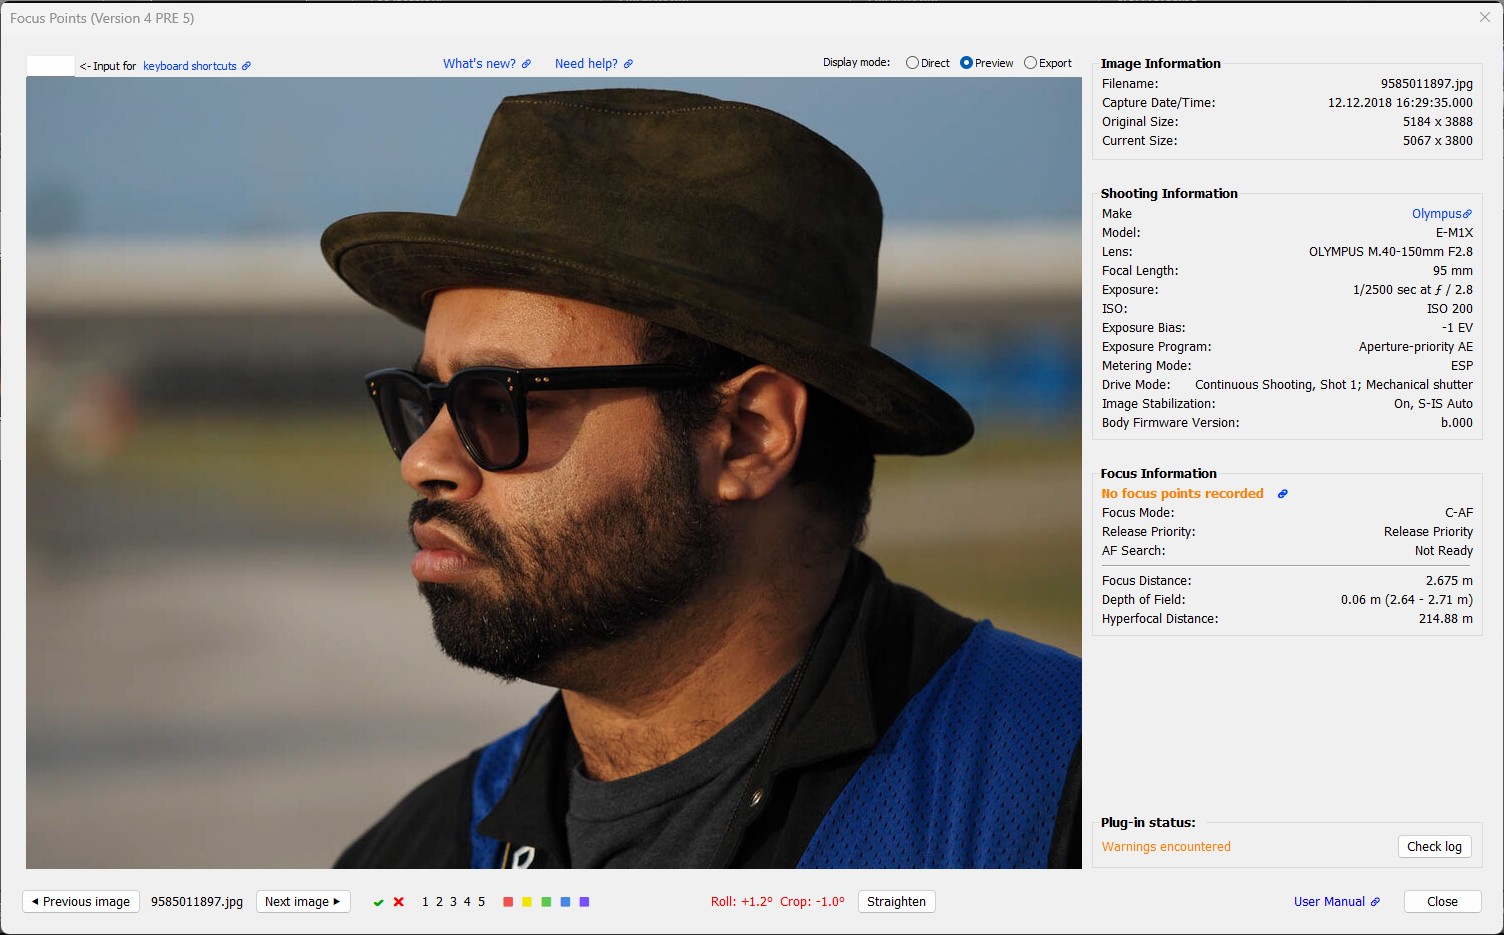 Focus Points (Version 4 PRE 5)
<- Input for keyboard shortcuts
What's new?
Need help?
Display mode: Direct Preview Export
Image Information
Filename: 9585011897.jpg
Capture Date/Time: 12.12.2018 16:29:35.000
Original Size: 5184 x 3888
Current Size: 5067 x 3800
Shooting Information
Make Olympus
Model: E-M1X
Lens: OLYMPUS M.40-150mm F2.8
Focal Length: 95 mm
Exposure: 1/2500 sec at ƒ / 2.8
ISO: ISO 200
Exposure Bias: -1 EV
Exposure Program: Aperture-priority AE
Metering Mode: ESP
Drive Mode: Continuous Shooting, Shot 1; Mechanical shutter
Image Stabilization: On, S-IS Auto
Body Firmware Version: b.000
Focus Information
No focus points recorded
Focus Mode: C-AF
Release Priority: Release Priority
AF Search: Not Ready
Focus Distance: 2.675 m
Depth of Field: 0.06 m (2.64 - 2.71 m)
Hyperfocal Distance: 214.88 m
Plug-in status:
Warnings encountered Check log
Previous image 9585011897.jpg Next image 1 2 3 4 5 Roll: +1.2° Crop: -1.0° Straighten User Manual Close